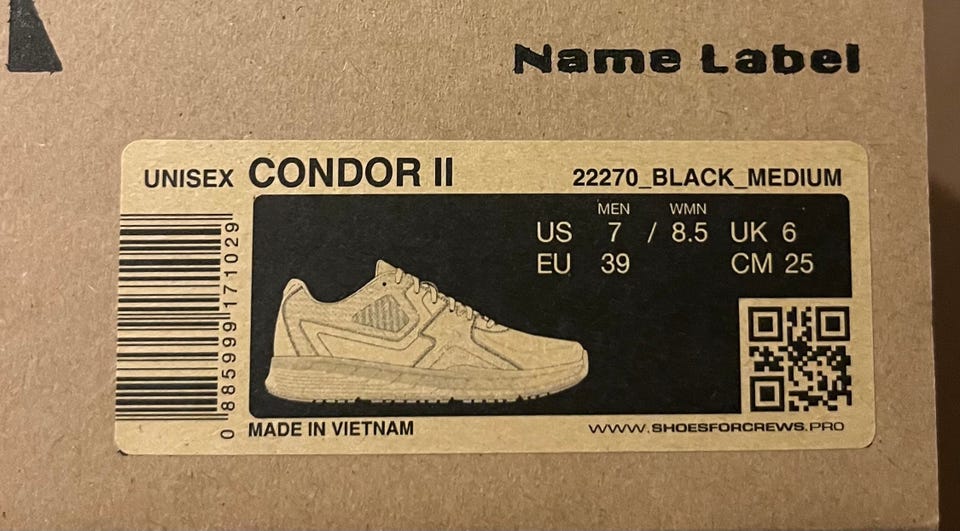 Name Label
UNISEX CONDOR II 22270_BLACK_MEDIUM
MEN WMN
US 7 / 8.5 UK 6
EU 39 CM 25
0 885999 171029
MADE IN VIETNAM WWW.SHOESFORCREWS.PRO